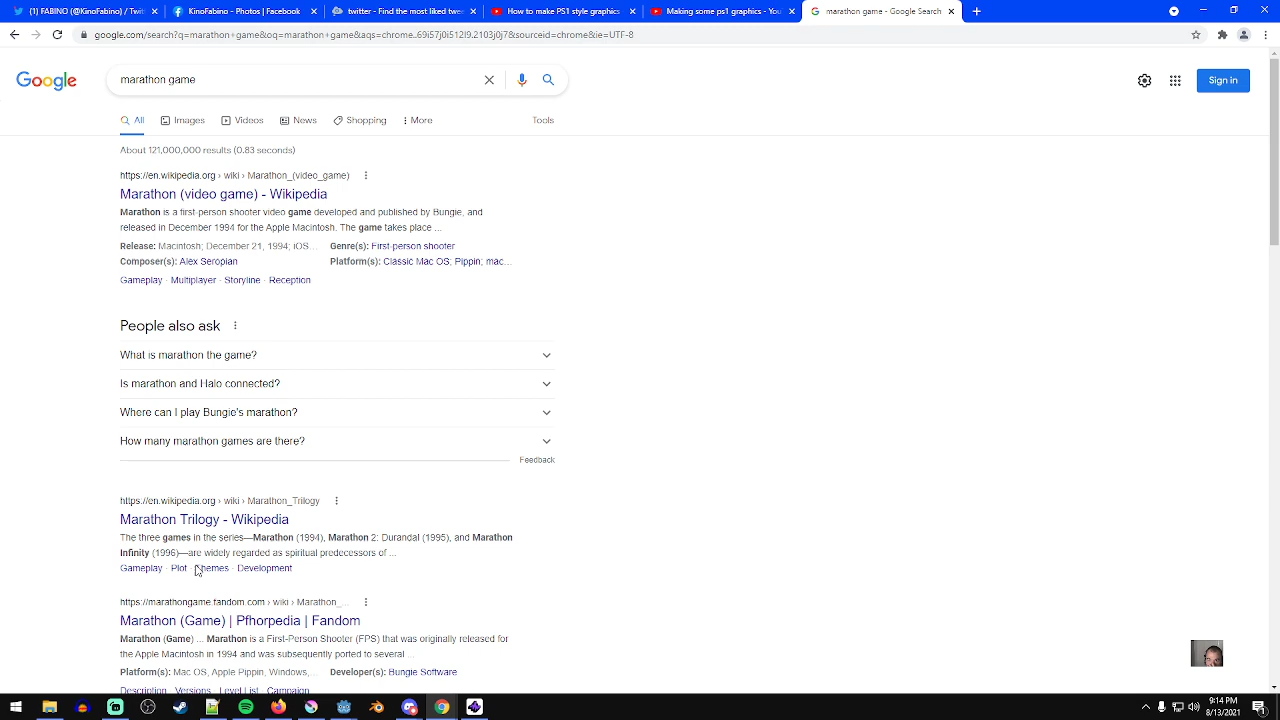 (1) FABINO (@KinoFabino) / Twitt
KinoFabino - Photos | Facebook
twitter - Find the most liked twee
How to make PS1 style graphics
Making some ps1 graphics - You
marathon game - Google Search
google.com/search?q=marathon+game&oq=marathon+game&aqs=chrome..69i57j0i512l9.2103j0j7&sourceid=chrome&ie=UTF-8
Google
marathon game
Sign in
All Images Videos News Shopping More Tools
About 121,000,000 results (0.83 seconds)
https://en.wikipedia.org › wiki › Marathon_(video_game)
Marathon (video game) - Wikipedia
Marathon is a first-person shooter video game developed and published by Bungie, and
released in December 1994 for the Apple Macintosh. The game takes place ...
Release: Macintosh; December 21, 1994; iOS... Genre(s): First-person shooter
Composer(s): Alex Seropian Platform(s): Classic Mac OS; Pippin; mac...
Gameplay · Multiplayer · Storyline · Reception
People also ask
What is marathon the game?
Is marathon and Halo connected?
Where can I play Bungie's marathon?
How many marathon games are there?
Feedback
https://en.wikipedia.org › wiki › Marathon_Trilogy
Marathon Trilogy - Wikipedia
The three games in the series—Marathon (1994), Marathon 2: Durandal (1995), and Marathon
Infinity (1996)—are widely regarded as spiritual predecessors of ...
Gameplay · Plot · Themes · Development
https://marathongame.fandom.com › wiki › Marathon_...
Marathon (Game) | Pfhorpedia | Fandom
Marathon (Game) ... Marathon is a First-Person Shooter (FPS) that was originally released for
the Apple Macintosh in 1994 and was subsequently ported to several ...
Platform(s): Mac OS, Apple Pippin, Windows,... Developer(s): Bungie Software
Description · Versions · Level List · Campaign
9:14 PM
8/13/2021